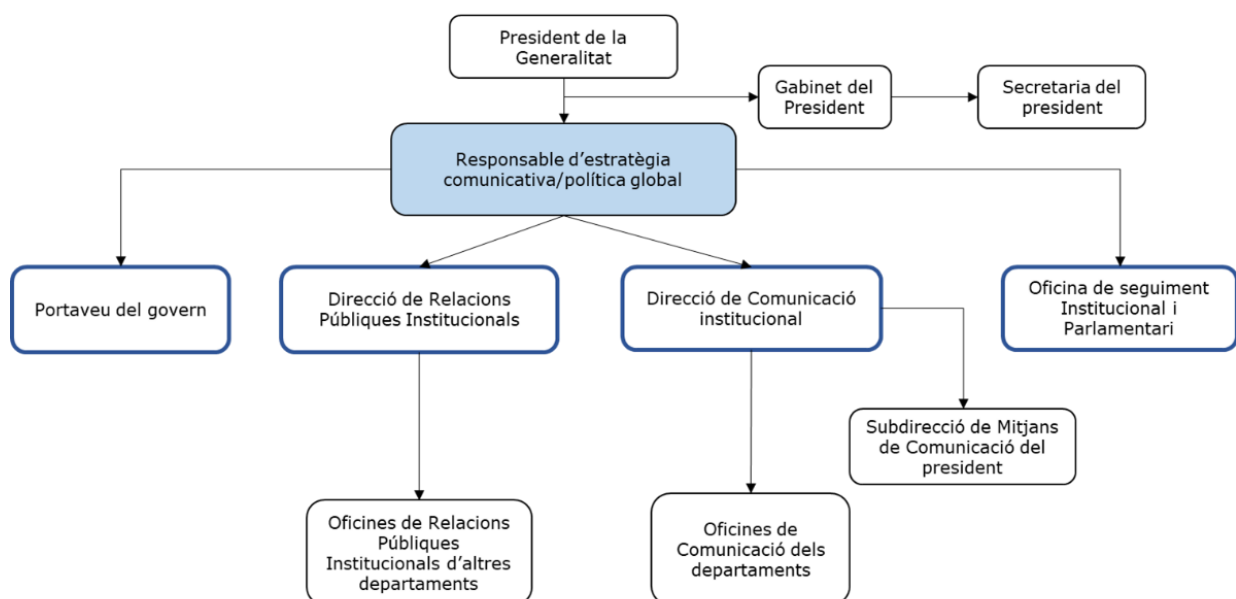 President de la
Generalitat
Gabinet del
President
Secretaria del
president
Responsable d’estratègia
comunicativa/política global
Portaveu del govern
Direcció de Relacions
Públiques Institucionals
Direcció de Comunicació
institucional
Oficina de seguiment
Institucional i
Parlamentari
Subdirecció de Mitjans
de Comunicació del
president
Oficines de Relacions
Públiques
Institucionals d’altres
departaments
Oficines de
Comunicació dels
departaments